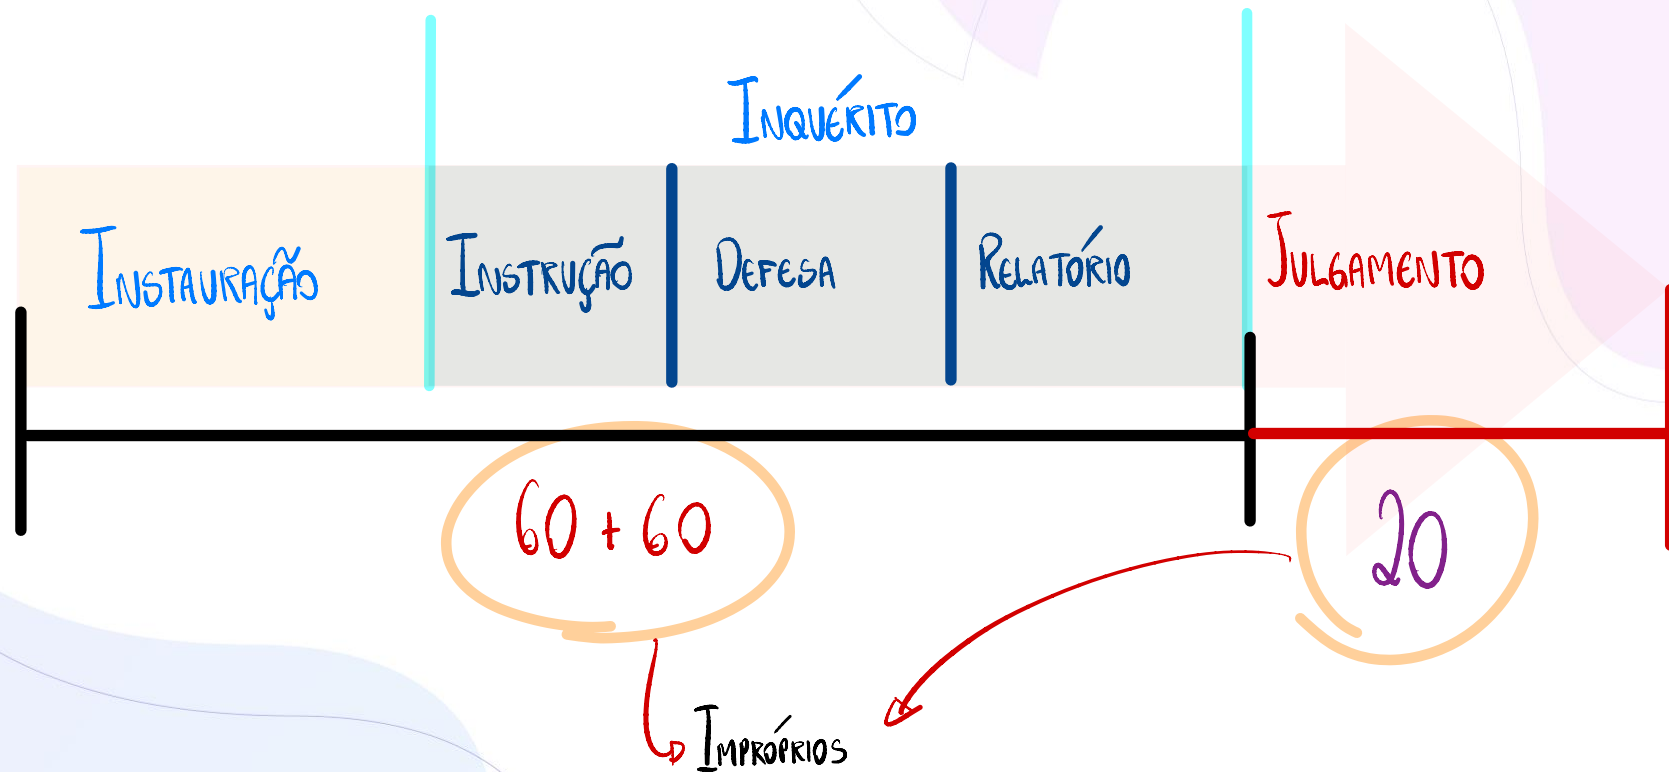 Inquérito
Instauração
Instrução
Defesa
Relatório
Julgamento
60 + 60
20
Impróprios